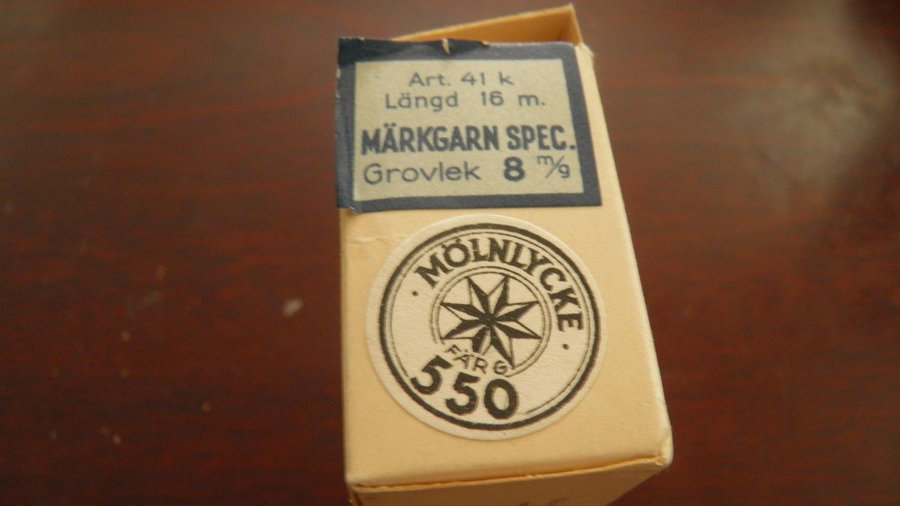 Art. 41 k
Längd 16 m.
MÄRKGARN SPEC.
Grovlek 8 m/g
· MÖLNLYCKE ·
FÄRG
550